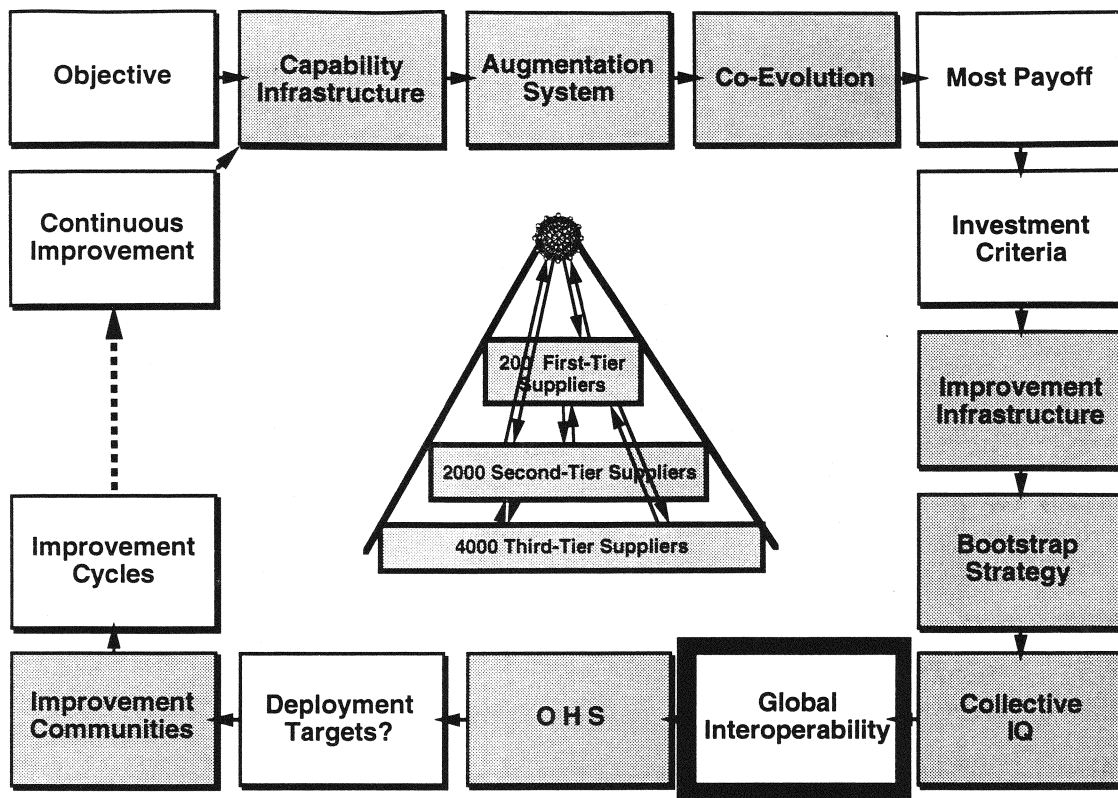 Objective
Capability
Infrastructure
Augmentation
System
Co-Evolution
Most Payoff
Continuous
Improvement
Investment
Criteria
200 First-Tier
Suppliers
Improvement
Infrastructure
2000 Second-Tier Suppliers
4000 Third-Tier Suppliers
Improvement
Cycles
Bootstrap
Strategy
Improvement
Communities
Deployment
Targets?
O H S
Global
Interoperability
Collective
IQ